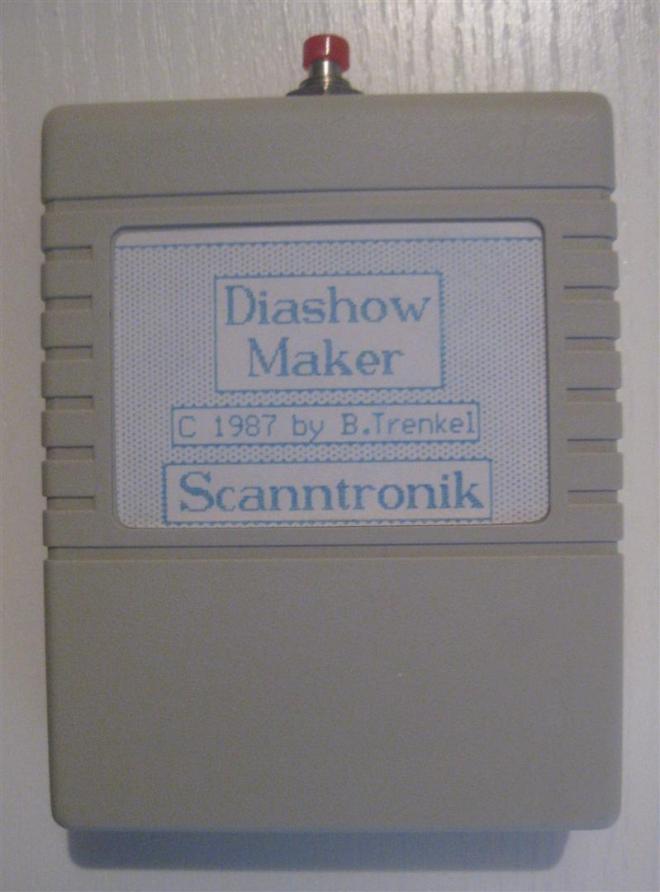 Diashow
Maker
C 1987 by B.Trenkel
Scanntronik